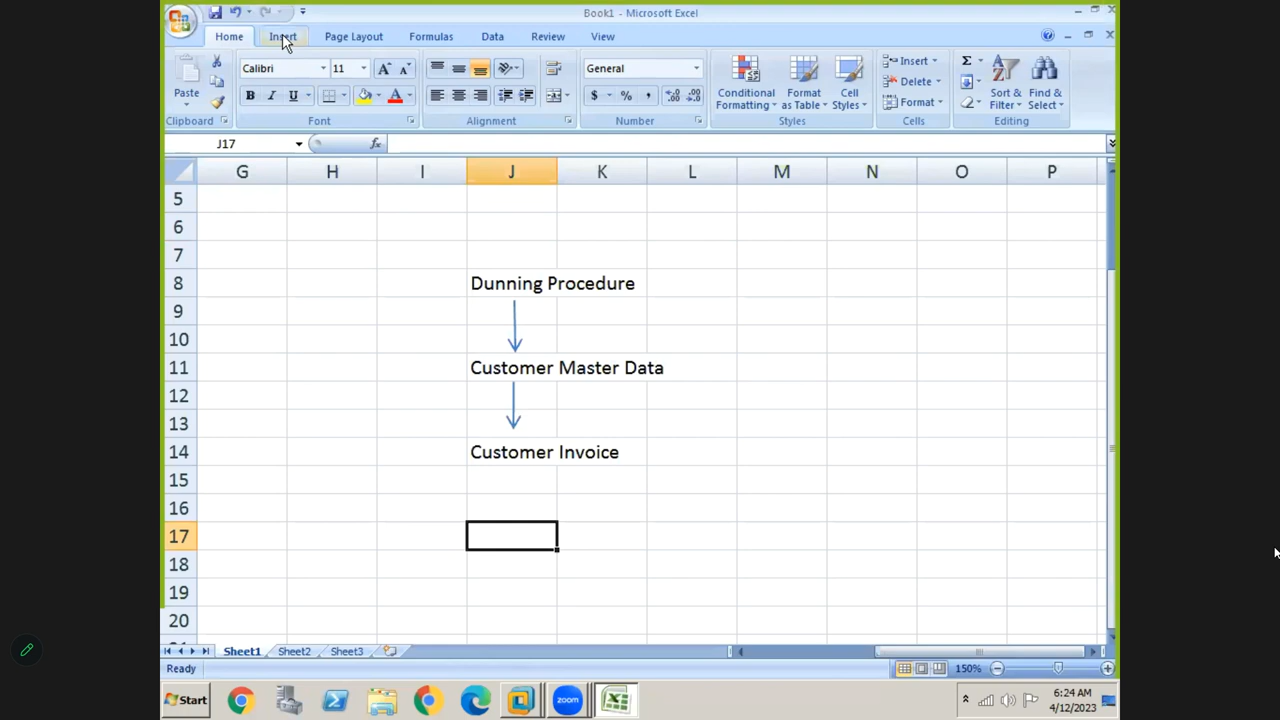 Book1 - Microsoft Excel
Home Insert Page Layout Formulas Data Review View
Paste
Clipboard
Calibri 11
B I U
Font
Alignment
General
$ % ,
Number
Conditional Formatting
Format as Table
Cell Styles
Styles
Insert
Delete
Format
Cells
Σ
Sort & Filter
Find & Select
Editing
J17 fx
G H I J K L M N O P
5
6
7
8 Dunning Procedure
9
10
11 Customer Master Data
12
13
14 Customer Invoice
15
16
17
18
19
20
Sheet1 Sheet2 Sheet3
Ready 150%
Start zoom 6:24 AM
4/12/2023